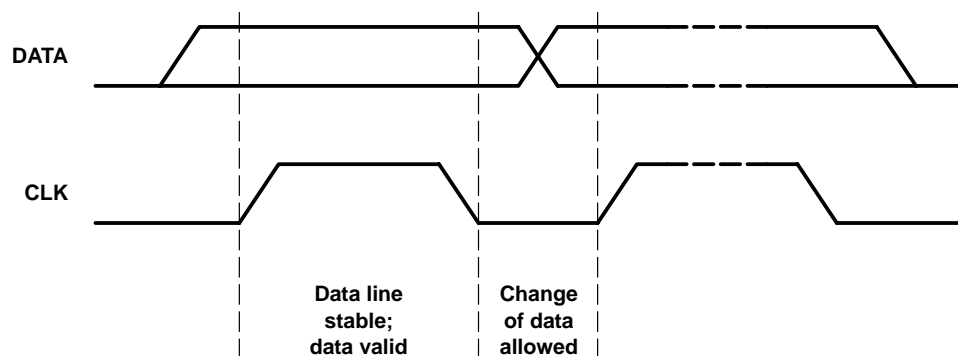 DATA
CLK
Data line
stable;
data valid
Change
of data
allowed